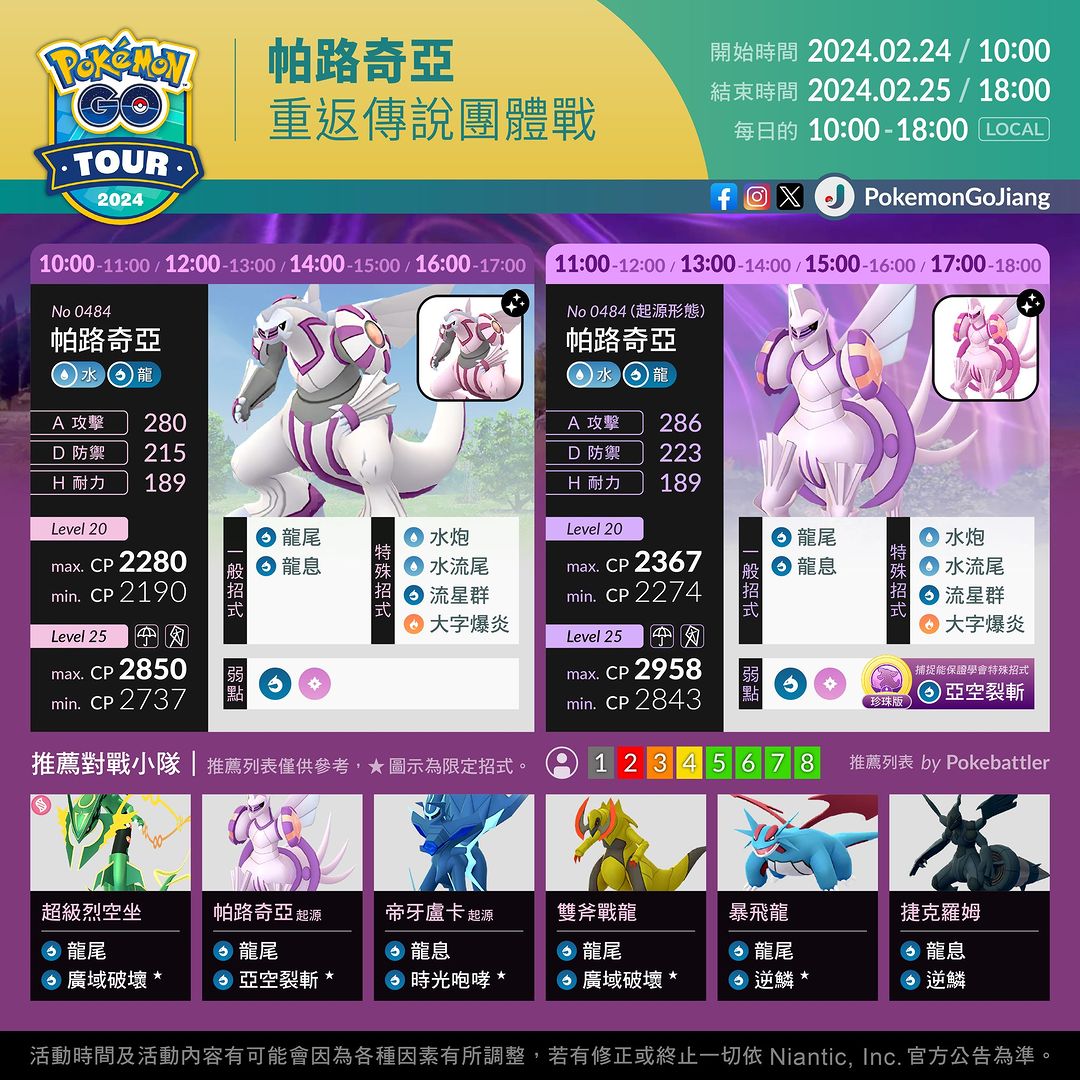 POKÉMON
GO
TOUR
2024
帕路奇亞
重返傳說團體戰
開始時間 2024.02.24 / 10:00
結束時間 2024.02.25 / 18:00
每日的 10:00-18:00 LOCAL
PokemonGoJiang
10:00-11:00 / 12:00-13:00 / 14:00-15:00 / 16:00-17:00
No 0484
帕路奇亞
水 龍
A 攻擊 280
D 防禦 215
H 耐力 189
Level 20
max. CP 2280
min. CP 2190
Level 25
max. CP 2850
min. CP 2737
一般招式
龍尾
龍息
特殊招式
水炮
水流尾
流星群
大字爆炎
弱點
11:00-12:00 / 13:00-14:00 / 15:00-16:00 / 17:00-18:00
No 0484 (起源形態)
帕路奇亞
水 龍
A 攻擊 286
D 防禦 223
H 耐力 189
Level 20
max. CP 2367
min. CP 2274
Level 25
max. CP 2958
min. CP 2843
一般招式
龍尾
龍息
特殊招式
水炮
水流尾
流星群
大字爆炎
弱點
珍珠版
捕捉能保證學會特殊招式
亞空裂斬
推薦對戰小隊 | 推薦列表僅供參考，★圖示為限定招式。
1 2 3 4 5 6 7 8
推薦列表 by Pokebattler
超級烈空坐
龍尾
廣域破壞★
帕路奇亞 起源
龍尾
亞空裂斬★
帝牙盧卡 起源
龍息
時光咆哮★
雙斧戰龍
龍尾
廣域破壞★
暴飛龍
龍尾
逆鱗★
捷克羅姆
龍息
逆鱗
活動時間及活動內容有可能會因為各種因素有所調整，若有修正或終止一切依 Niantic, Inc. 官方公告為準。